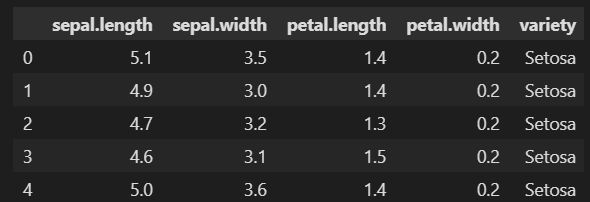 sepal.length sepal.width petal.length petal.width variety
0 5.1 3.5 1.4 0.2 Setosa
1 4.9 3.0 1.4 0.2 Setosa
2 4.7 3.2 1.3 0.2 Setosa
3 4.6 3.1 1.5 0.2 Setosa
4 5.0 3.6 1.4 0.2 Setosa